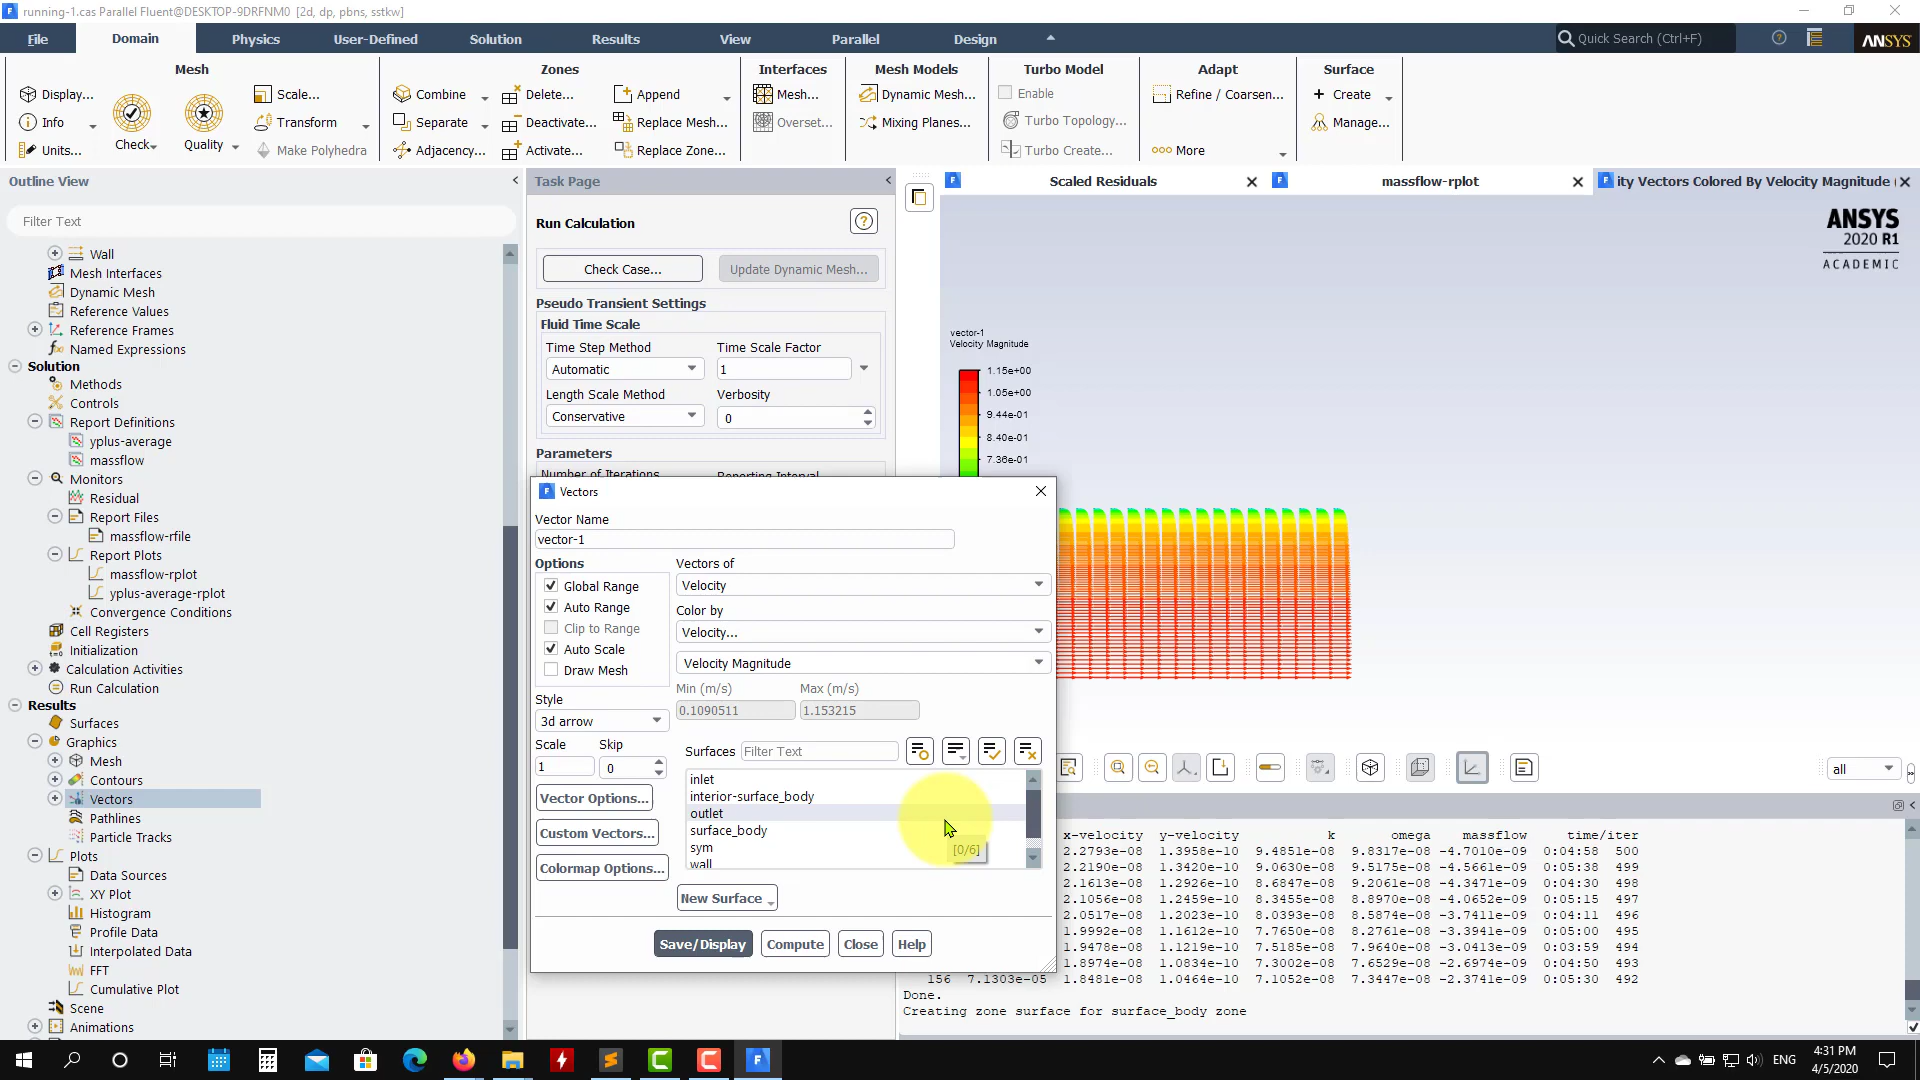 running-1.cas Parallel Fluent@DESKTOP-9DRFNM0 [2d, dp, pbns, sstkw]
File Domain Physics User-Defined Solution Results View Parallel Design Quick Search (Ctrl+F) ANSYS
Mesh Zones Interfaces Mesh Models Turbo Model Adapt Surface
Display... Scale... Combine Delete... Append Mesh... Dynamic Mesh... Enable Refine / Coarsen... Create
Info Transform Separate Deactivate... Replace Mesh... Overset... Mixing Planes... Turbo Topology... Manage...
Check Quality
Units... Make Polyhedra Adjacency... Activate... Replace Zone... Turbo Create... More
Outline View
Filter Text
Wall
Mesh Interfaces
Dynamic Mesh
Reference Values
Reference Frames
Named Expressions
Solution
Methods
Controls
Report Definitions
yplus-average
massflow
Monitors
Residual
Report Files
massflow-rfile
Report Plots
massflow-rplot
yplus-average-rplot
Convergence Conditions
Cell Registers
Initialization
Calculation Activities
Run Calculation
Results
Surfaces
Graphics
Mesh
Contours
Vectors
Pathlines
Particle Tracks
Plots
Data Sources
XY Plot
Histogram
Profile Data
Interpolated Data
FFT
Cumulative Plot
Scene
Animations
Task Page
Run Calculation
Check Case... Update Dynamic Mesh...
Pseudo Transient Settings
Fluid Time Scale
Time Step Method Time Scale Factor
Automatic 1
Length Scale Method Verbosity
Conservative 0
Parameters
Number of Iterations Reporting Interval
Scaled Residuals massflow-rplot ity Vectors Colored By Velocity Magnitude (
ANSYS
2020 R1
ACADEMIC
vector-1
Velocity Magnitude
1.15e+00
1.05e+00
9.44e-01
8.40e-01
7.36e-01
Vectors
Vector Name
vector-1
Options
Global Range
Auto Range
Clip to Range
Auto Scale
Draw Mesh
Vectors of
Velocity
Color by
Velocity...
Velocity Magnitude
Min (m/s) Max (m/s)
0.1090511 1.153215
Style
3d arrow
Scale Skip
1 0
Vector Options...
Custom Vectors...
Colormap Options...
Surfaces Filter Text
inlet
interior-surface_body
outlet
surface_body
sym
wall
[0/6]
New Surface
Save/Display Compute Close Help
all
x-velocity y-velocity k omega massflow time/iter
2.2793e-08 1.3958e-10 9.4851e-08 9.8317e-08 -4.7010e-09 0:04:58 500
2.2190e-08 1.3420e-10 9.0630e-08 9.5175e-08 -4.5661e-09 0:05:38 499
2.1613e-08 1.2926e-10 8.6847e-08 9.2061e-08 -4.3471e-09 0:04:30 498
2.1056e-08 1.2459e-10 8.3455e-08 8.8970e-08 -4.0652e-09 0:05:15 497
2.0517e-08 1.2023e-10 8.0393e-08 8.5874e-08 -3.7411e-09 0:04:11 496
1.9992e-08 1.1612e-10 7.7650e-08 8.2761e-08 -3.3941e-09 0:05:00 495
1.9478e-08 1.1219e-10 7.5185e-08 7.9640e-08 -3.0413e-09 0:03:59 494
1.8974e-08 1.0834e-10 7.3002e-08 7.6529e-08 -2.6974e-09 0:04:50 493
156 7.1303e-05 1.8481e-08 1.0464e-10 7.1052e-08 7.3447e-08 -2.3741e-09 0:05:30 492
Done.
Creating zone surface for surface_body zone
ENG
4:31 PM
4/5/2020